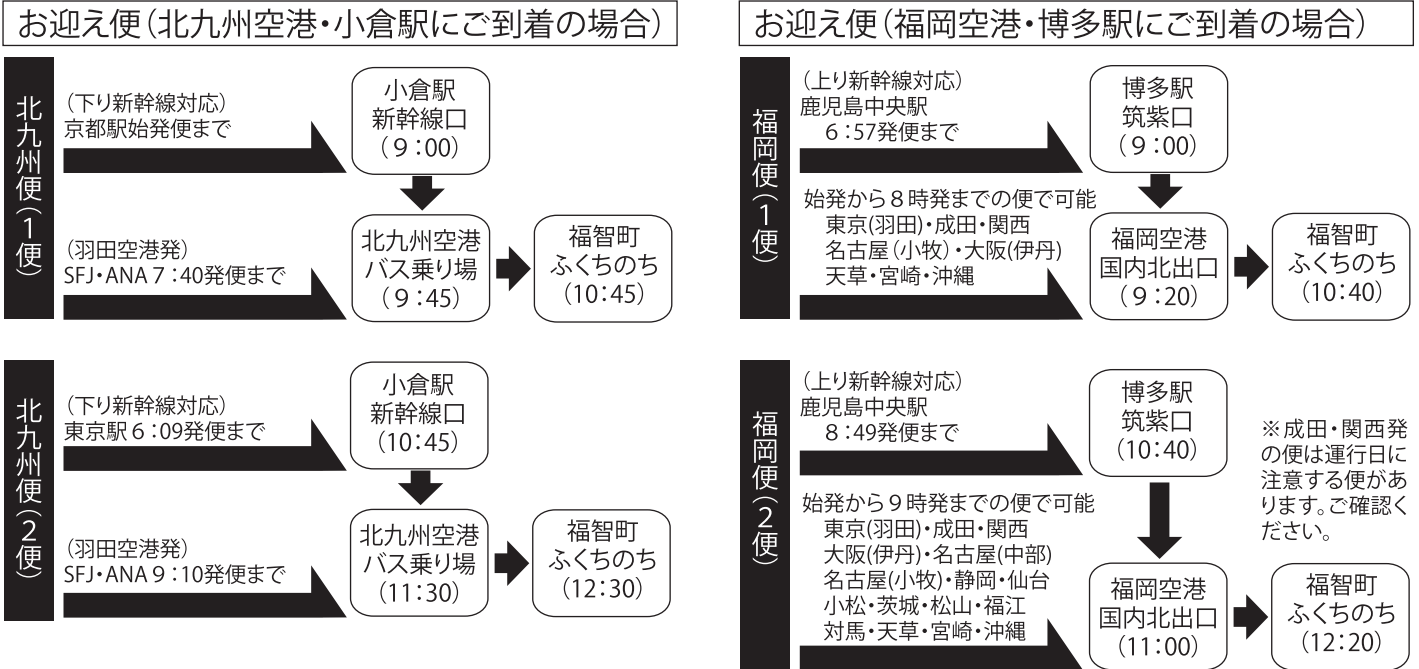 お迎え便(北九州空港・小倉駅にご到着の場合)
北九州便(1便)
(下り新幹線対応)
京都駅始発便まで
小倉駅
新幹線口
(9:00)
(羽田空港発)
SFJ・ANA7:40発便まで
北九州空港
バス乗り場
(9:45)
福智町
ふくちのち
(10:45)
北九州便(2便)
(下り新幹線対応)
東京駅6:09発便まで
小倉駅
新幹線口
(10:45)
(羽田空港発)
SFJ・ANA9:10発便まで
北九州空港
バス乗り場
(11:30)
福智町
ふくちのち
(12:30)
お迎え便(福岡空港・博多駅にご到着の場合)
福岡便(1便)
(上り新幹線対応)
鹿児島中央駅
6:57発便まで
博多駅
筑紫口
(9:00)
始発から8時発までの便で可能
東京(羽田)・成田・関西
名古屋(小牧)・大阪(伊丹)
天草・宮崎・沖縄
福岡空港
国内北出口
(9:20)
福智町
ふくちのち
(10:40)
福岡便(2便)
(上り新幹線対応)
鹿児島中央駅
8:49発便まで
博多駅
筑紫口
(10:40)
※成田・関西発
の便は運行日に
注意する便があ
ります。ご確認く
ださい。
始発から9時発までの便で可能
東京(羽田)・成田・関西
大阪(伊丹)・名古屋(中部)
名古屋(小牧)・静岡・仙台
小松・茨城・松山・福江
対馬・天草・宮崎・沖縄
福岡空港
国内北出口
(11:00)
福智町
ふくちのち
(12:20)